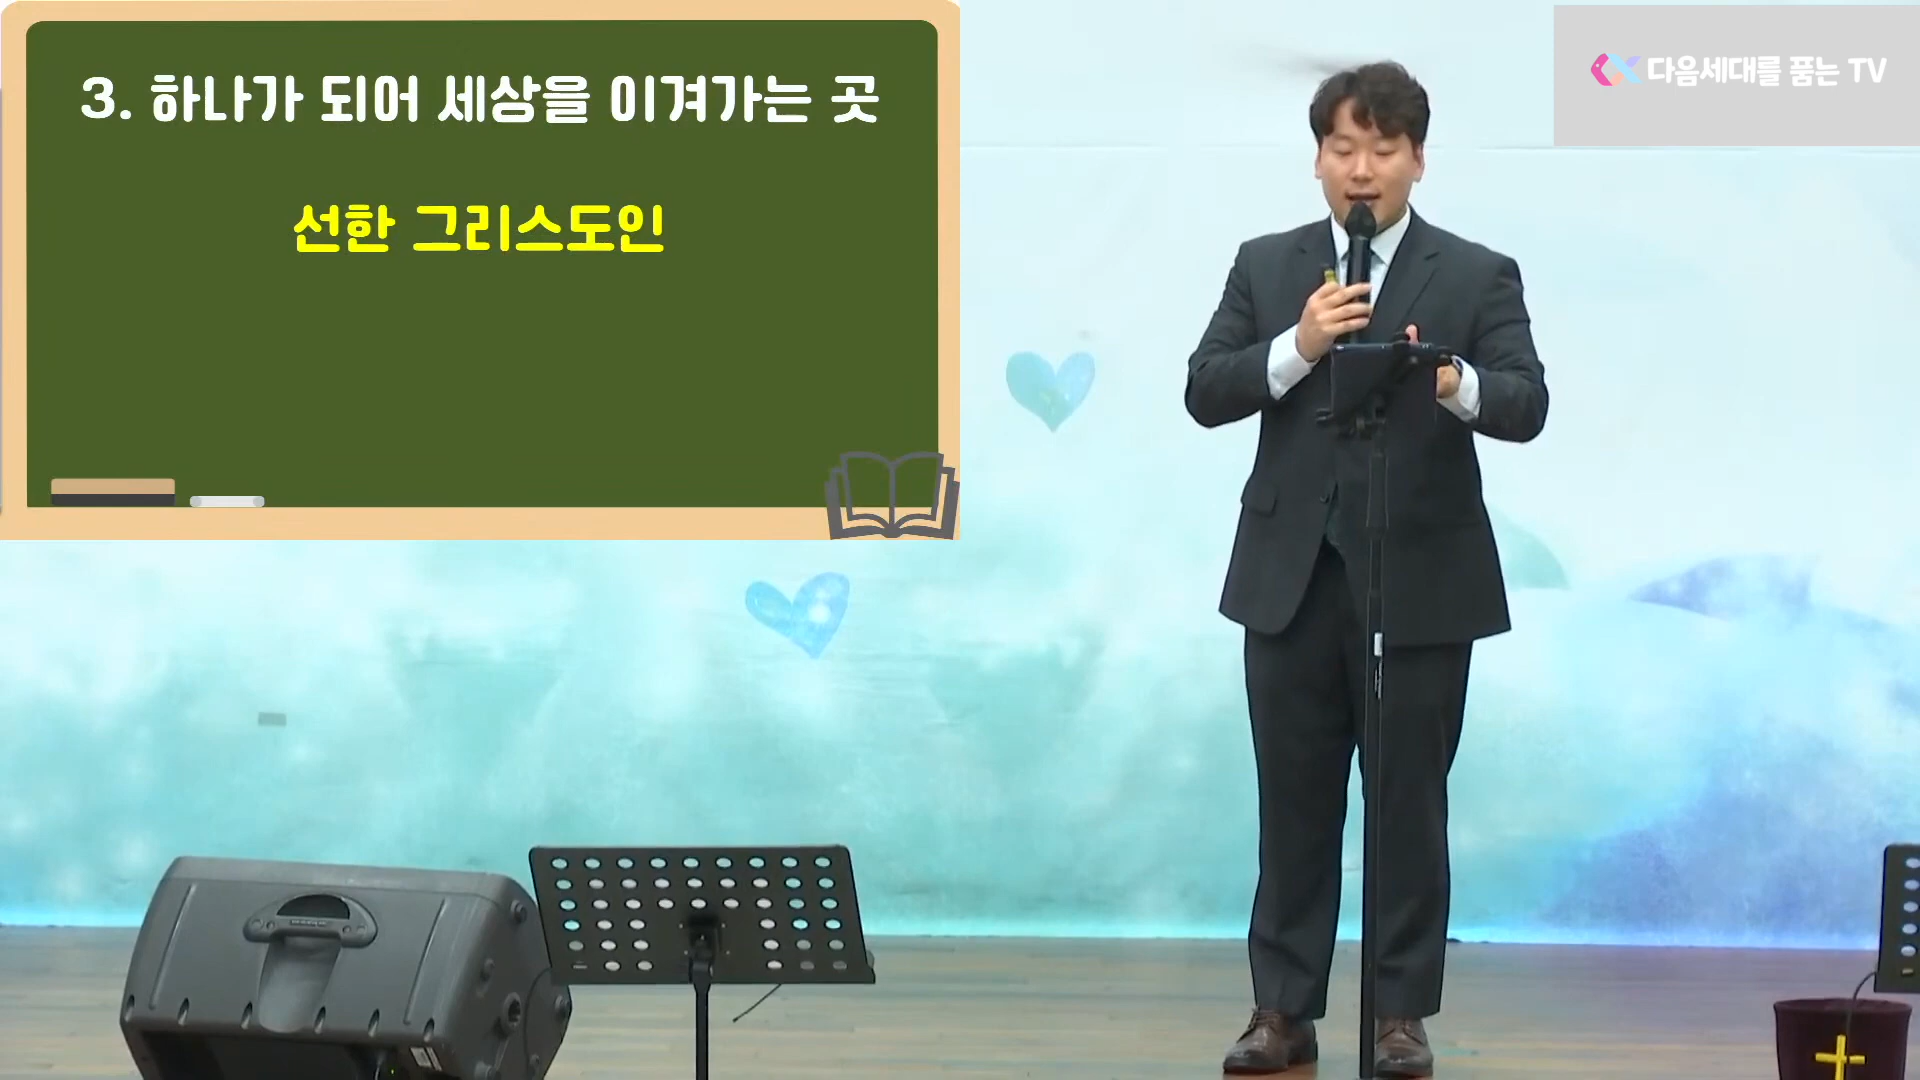 3. 하나가 되어 세상을 이겨가는 곳
선한 그리스도인
다음세대를 품는 TV